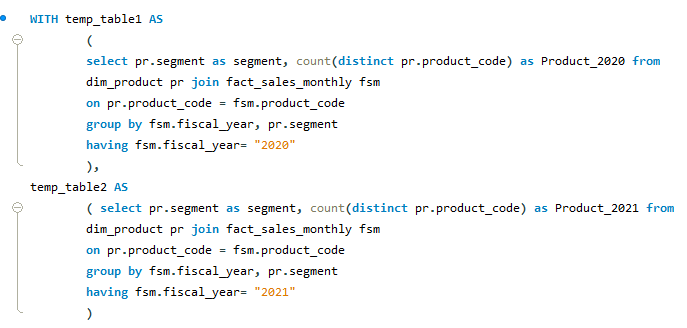 WITH temp_table1 AS
(
select pr.segment as segment, count(distinct pr.product_code) as Product_2020 from
dim_product pr join fact_sales_monthly fsm
on pr.product_code = fsm.product_code
group by fsm.fiscal_year, pr.segment
having fsm.fiscal_year= "2020"
),
temp_table2 AS
( select pr.segment as segment, count(distinct pr.product_code) as Product_2021 from
dim_product pr join fact_sales_monthly fsm
on pr.product_code = fsm.product_code
group by fsm.fiscal_year, pr.segment
having fsm.fiscal_year= "2021"
)